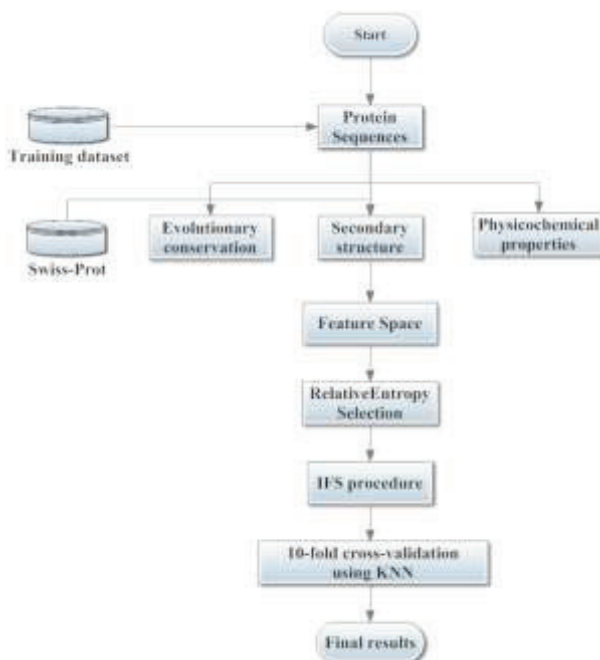 Start
Protein
Sequences
Training dataset
Evolutionary
conservation
Secondary
structure
Physicochemical
properties
Swiss-Prot
Feature Space
RelativeEntropy
Selection
IFS procedure
10-fold cross-validation
using KNN
Final results